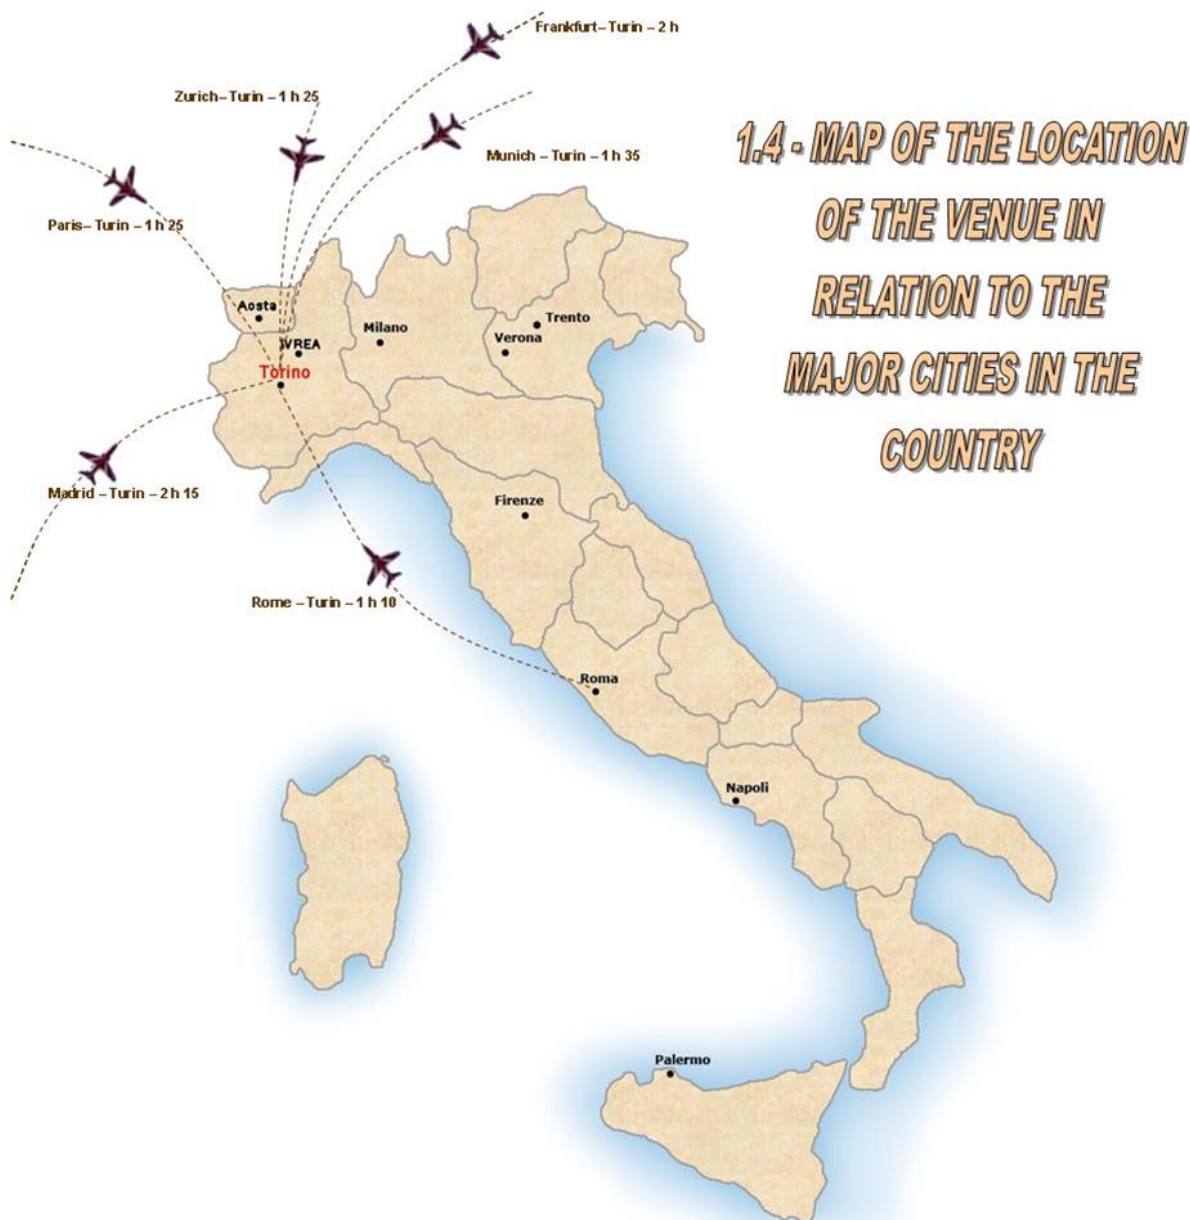 Frankfurt–Turin – 2 h
Zurich–Turin – 1 h 25
Munich – Turin – 1 h 35
Paris– Turin – 1 h 25
1.4 - MAP OF THE LOCATION
OF THE VENUE IN
RELATION TO THE
MAJOR CITIES IN THE
COUNTRY
Aosta
Trento
Milano
Verona
IVREA
Torino
Madrid – Turin – 2 h 15
Firenze
Rome – Turin – 1 h 10
Roma
Napoli
Palermo